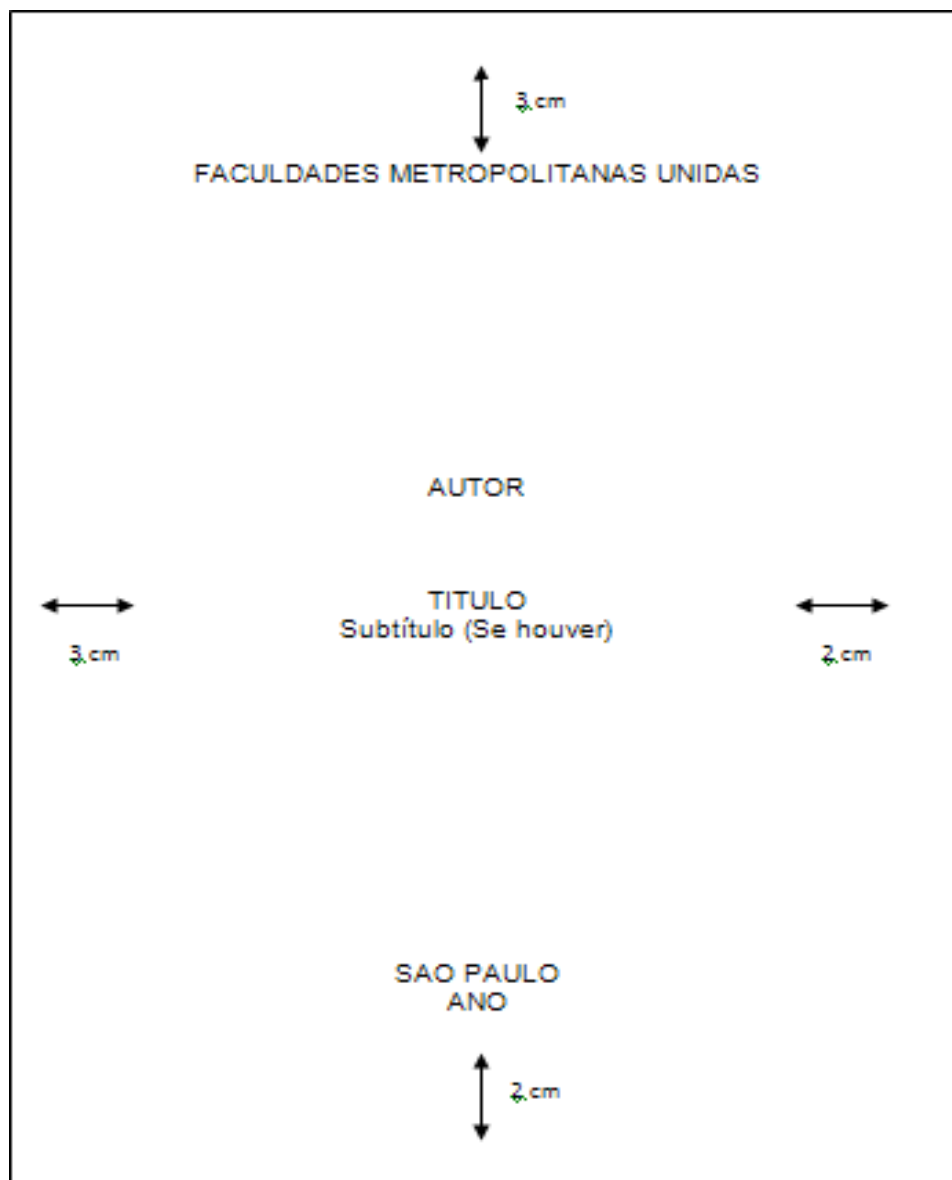 3 cm
FACULDADES METROPOLITANAS UNIDAS
AUTOR
TITULO
Subtítulo (Se houver)
3 cm
2 cm
SAO PAULO
ANO
2 cm